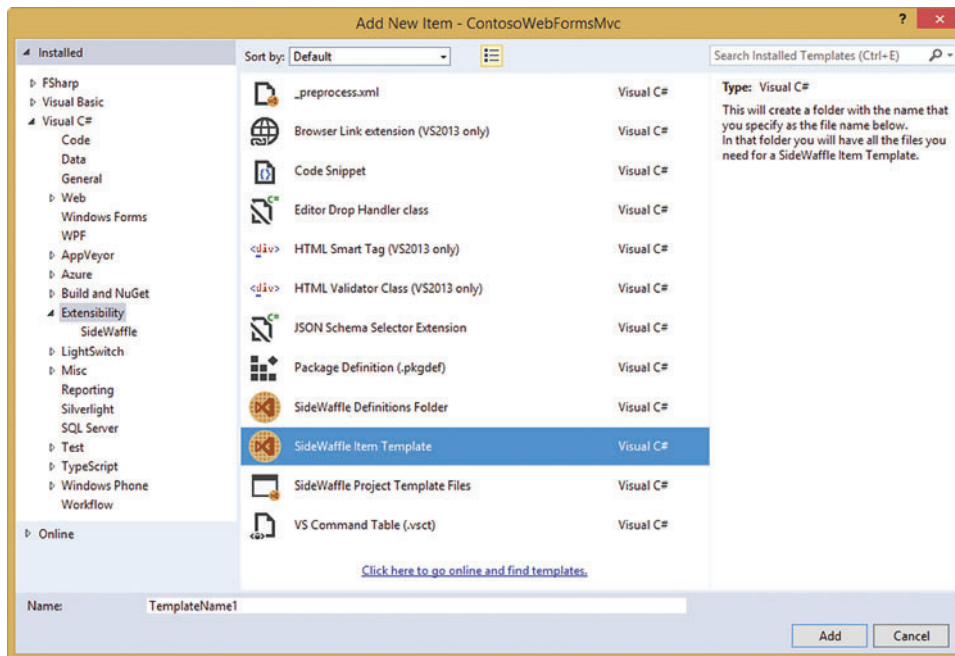 Add New Item - ContosoWebFormsMvc
?
Installed
FSharp
Visual Basic
Visual C#
Code
Data
General
Web
Windows Forms
WPF
AppVeyor
Azure
Build and NuGet
Extensibility
SideWaffle
LightSwitch
Misc
Reporting
Silverlight
SQL Server
Test
TypeScript
Windows Phone
Workflow
Online
Sort by: Default
_preprocess.xml Visual C#
Browser Link extension (VS2013 only) Visual C#
Code Snippet Visual C#
Editor Drop Handler class Visual C#
<div> HTML Smart Tag (VS2013 only) Visual C#
<div> HTML Validator Class (VS2013 only) Visual C#
JSON Schema Selector Extension Visual C#
Package Definition (.pkgdef) Visual C#
SideWaffle Definitions Folder Visual C#
SideWaffle Item Template Visual C#
SideWaffle Project Template Files Visual C#
VS Command Table (.vsct) Visual C#
Click here to go online and find templates.
Search Installed Templates (Ctrl+E)
Type: Visual C#
This will create a folder with the name that
you specify as the file name below.
In that folder you will have all the files you
need for a SideWaffle Item Template.
Name: TemplateName1
Add Cancel